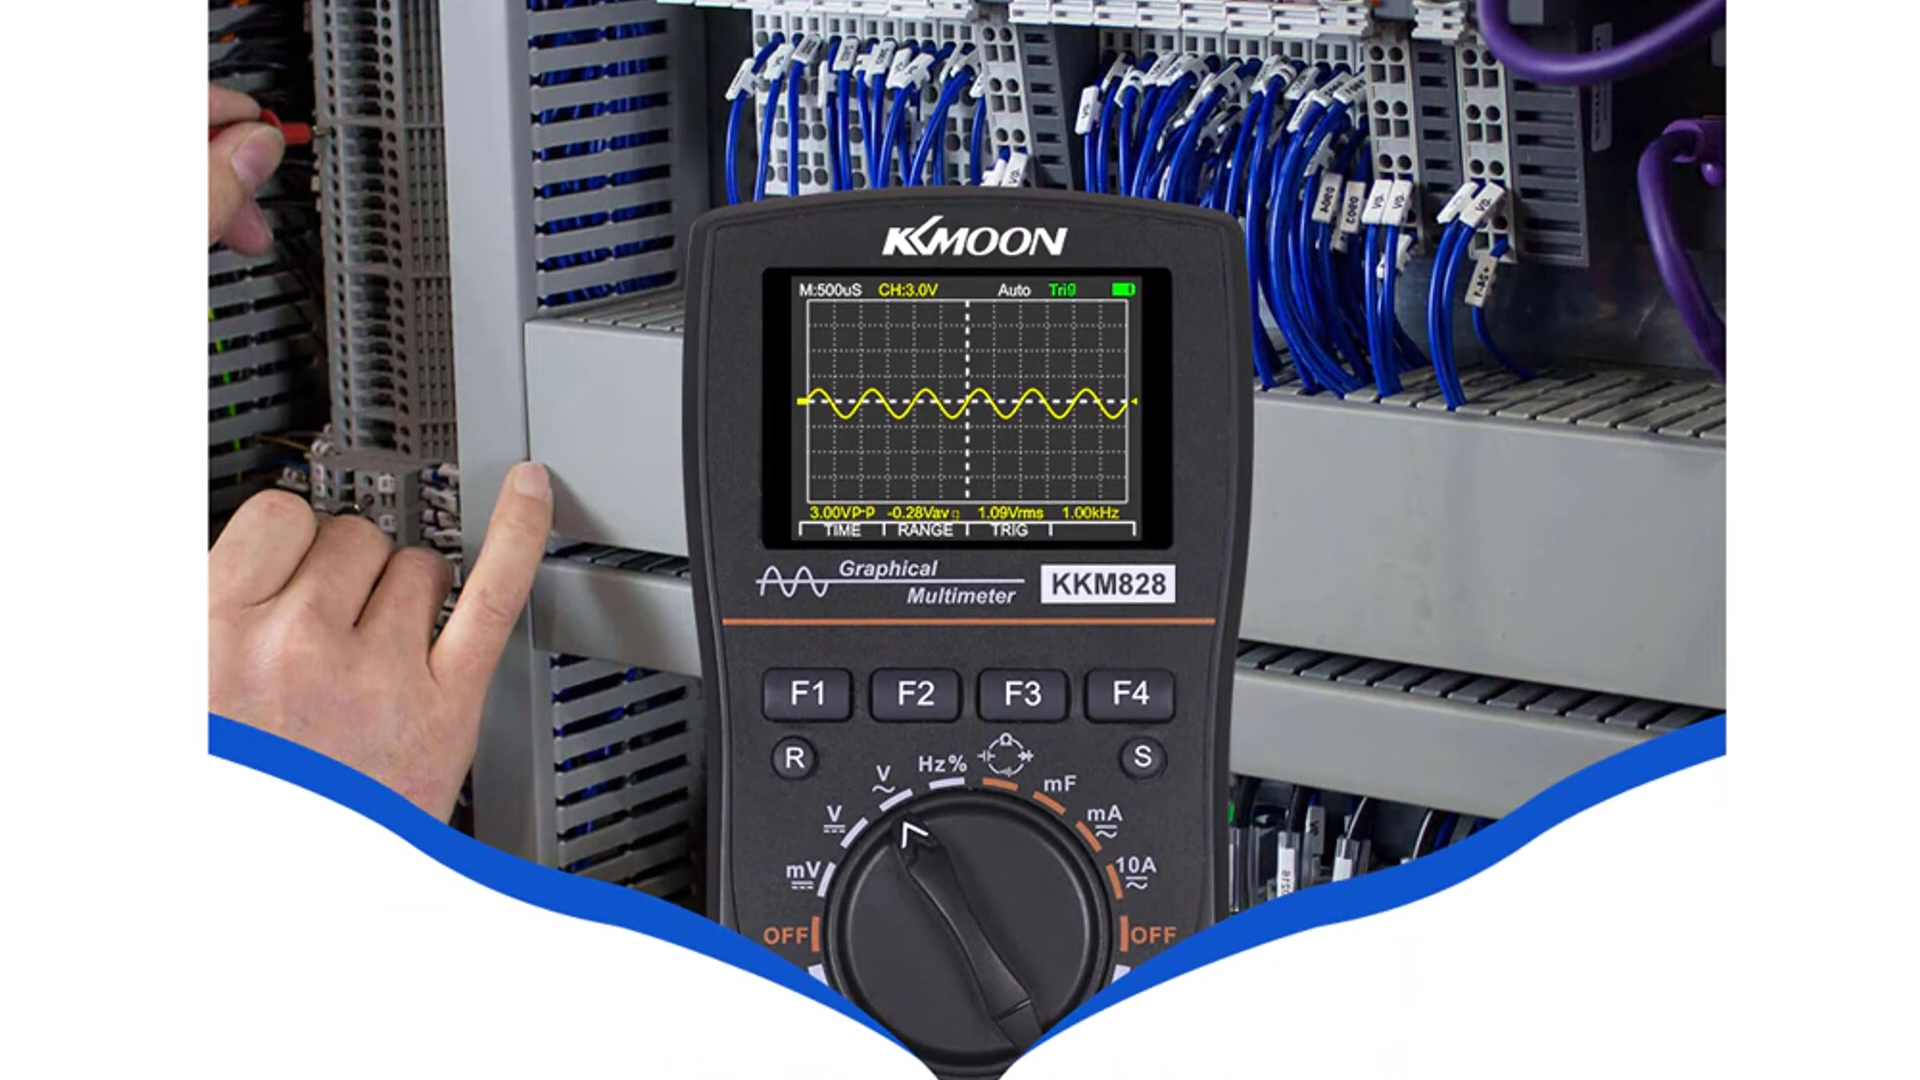 KKMOON
M:500uS CH:3.0V Auto Tri9
3.00VP-P -0.28Vavg 1.09Vrms 1.00kHz
TIME RANGE TRIG
Graphical
Multimeter
KKM828
F1 F2 F3 F4
R S
Hz%
V
mF
V
mA
mV
10A
OFF OFF